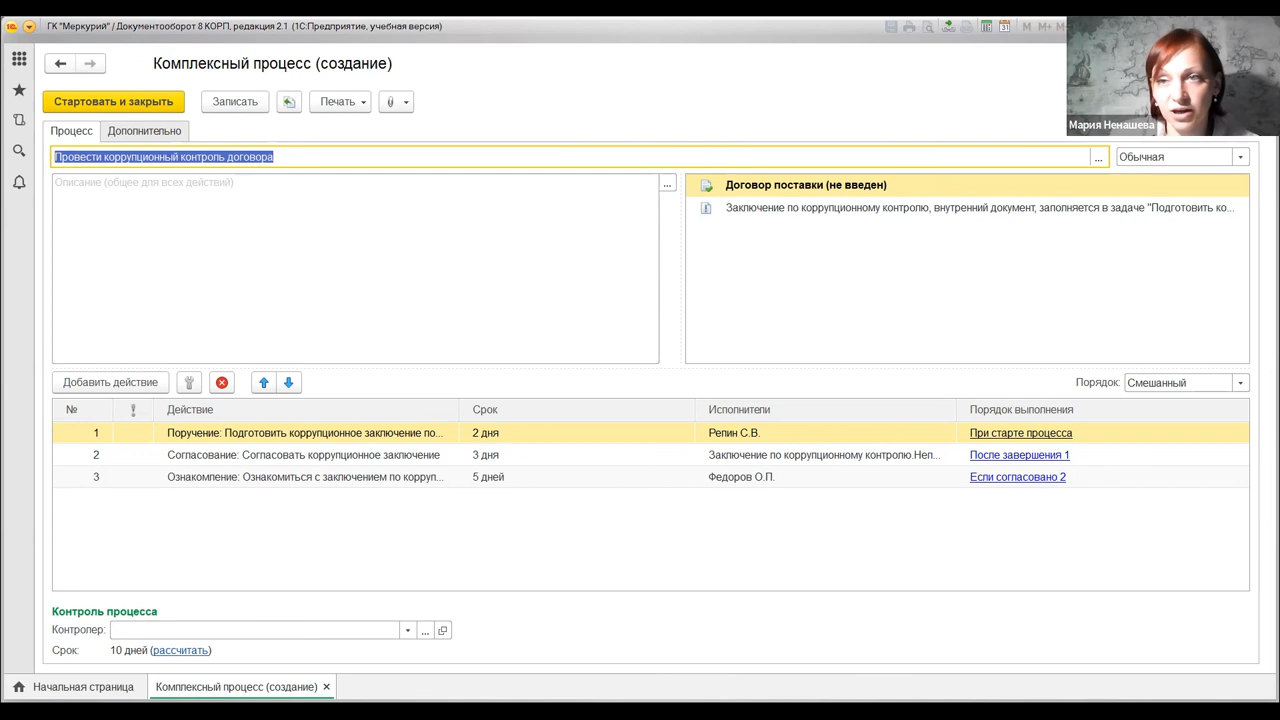 ГК "Меркурий" / Документооборот 8 КОРП, редакция 2.1 (1С:Предприятие, учебная версия)
M M+
Мария Ненашева
Комплексный процесс (создание)
Стартовать и закрыть
Записать
Печать
Процесс
Дополнительно
Провести коррупционный контроль договора
...
Обычная
Описание (общее для всех действий)
...
Договор поставки (не введен)
Заключение по коррупционному контролю, внутренний документ, заполняется в задаче "Подготовить ко...
Добавить действие
Порядок: Смешанный
№ ! Действие Срок Исполнители Порядок выполнения
1 Поручение: Подготовить коррупционное заключение по... 2 дня Репин С.В. При старте процесса
2 Согласование: Согласовать коррупционное заключение 3 дня Заключение по коррупционному контролю.Неп... После завершения 1
3 Ознакомление: Ознакомиться с заключением по корруп... 5 дней Федоров О.П. Если согласовано 2
Контроль процесса
Контролер:
...
Срок: 10 дней (рассчитать)
Начальная страница
Комплексный процесс (создание) ×